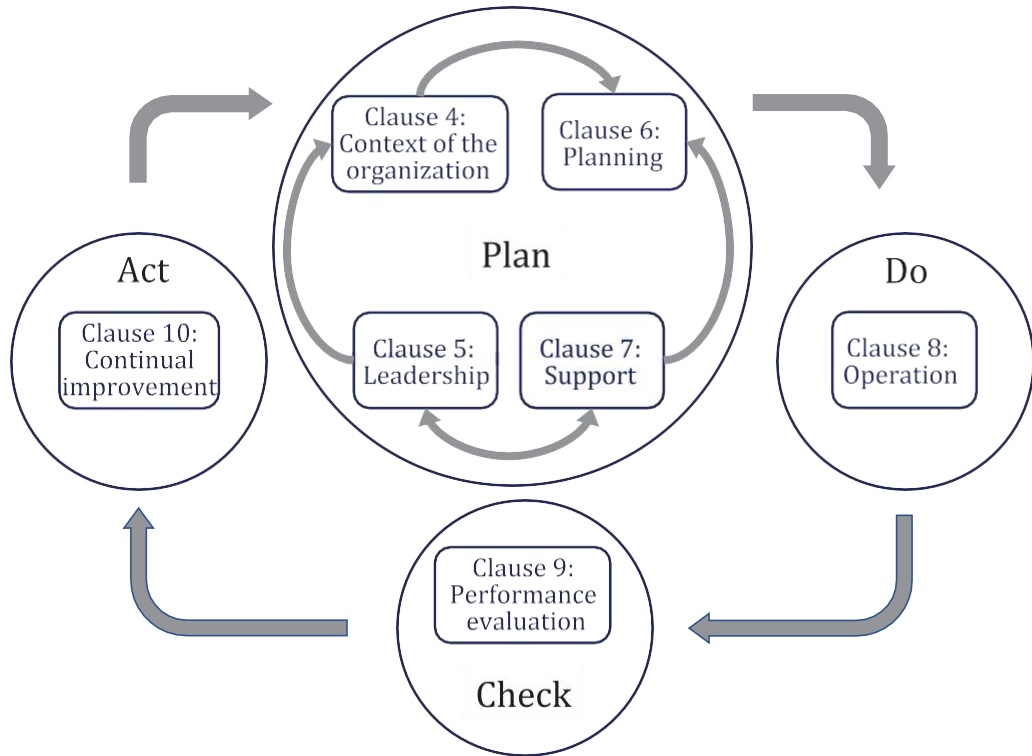 Clause 4:
Context of the
organization
Clause 6:
Planning
Plan
Clause 5:
Leadership
Clause 7:
Support
Do
Clause 8:
Operation
Clause 9:
Performance
evaluation
Check
Act
Clause 10:
Continual
improvement